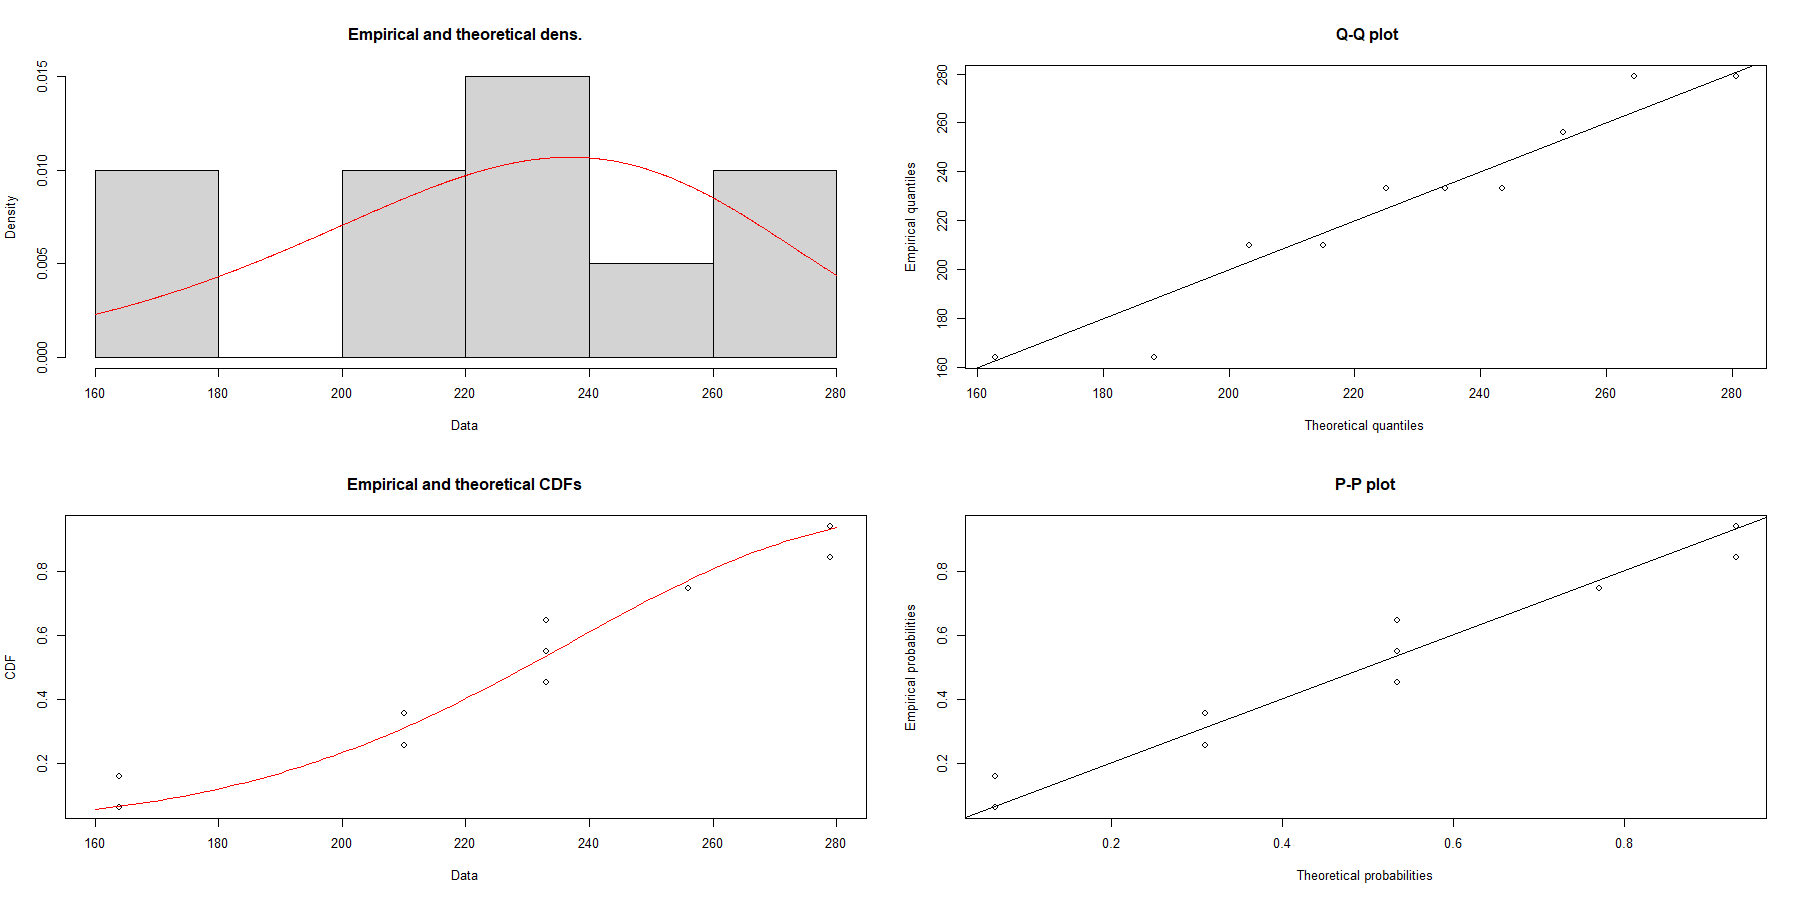 Empirical and theoretical dens.
Density
0.000 0.005 0.010 0.015
160 180 200 220 240 260 280
Data
Q-Q plot
Empirical quantiles
160 180 200 220 240 260 280
160 180 200 220 240 260 280
Theoretical quantiles
Empirical and theoretical CDFs
CDF
0.2 0.4 0.6 0.8
160 180 200 220 240 260 280
Data
P-P plot
Empirical probabilities
0.2 0.4 0.6 0.8
0.2 0.4 0.6 0.8
Theoretical probabilities